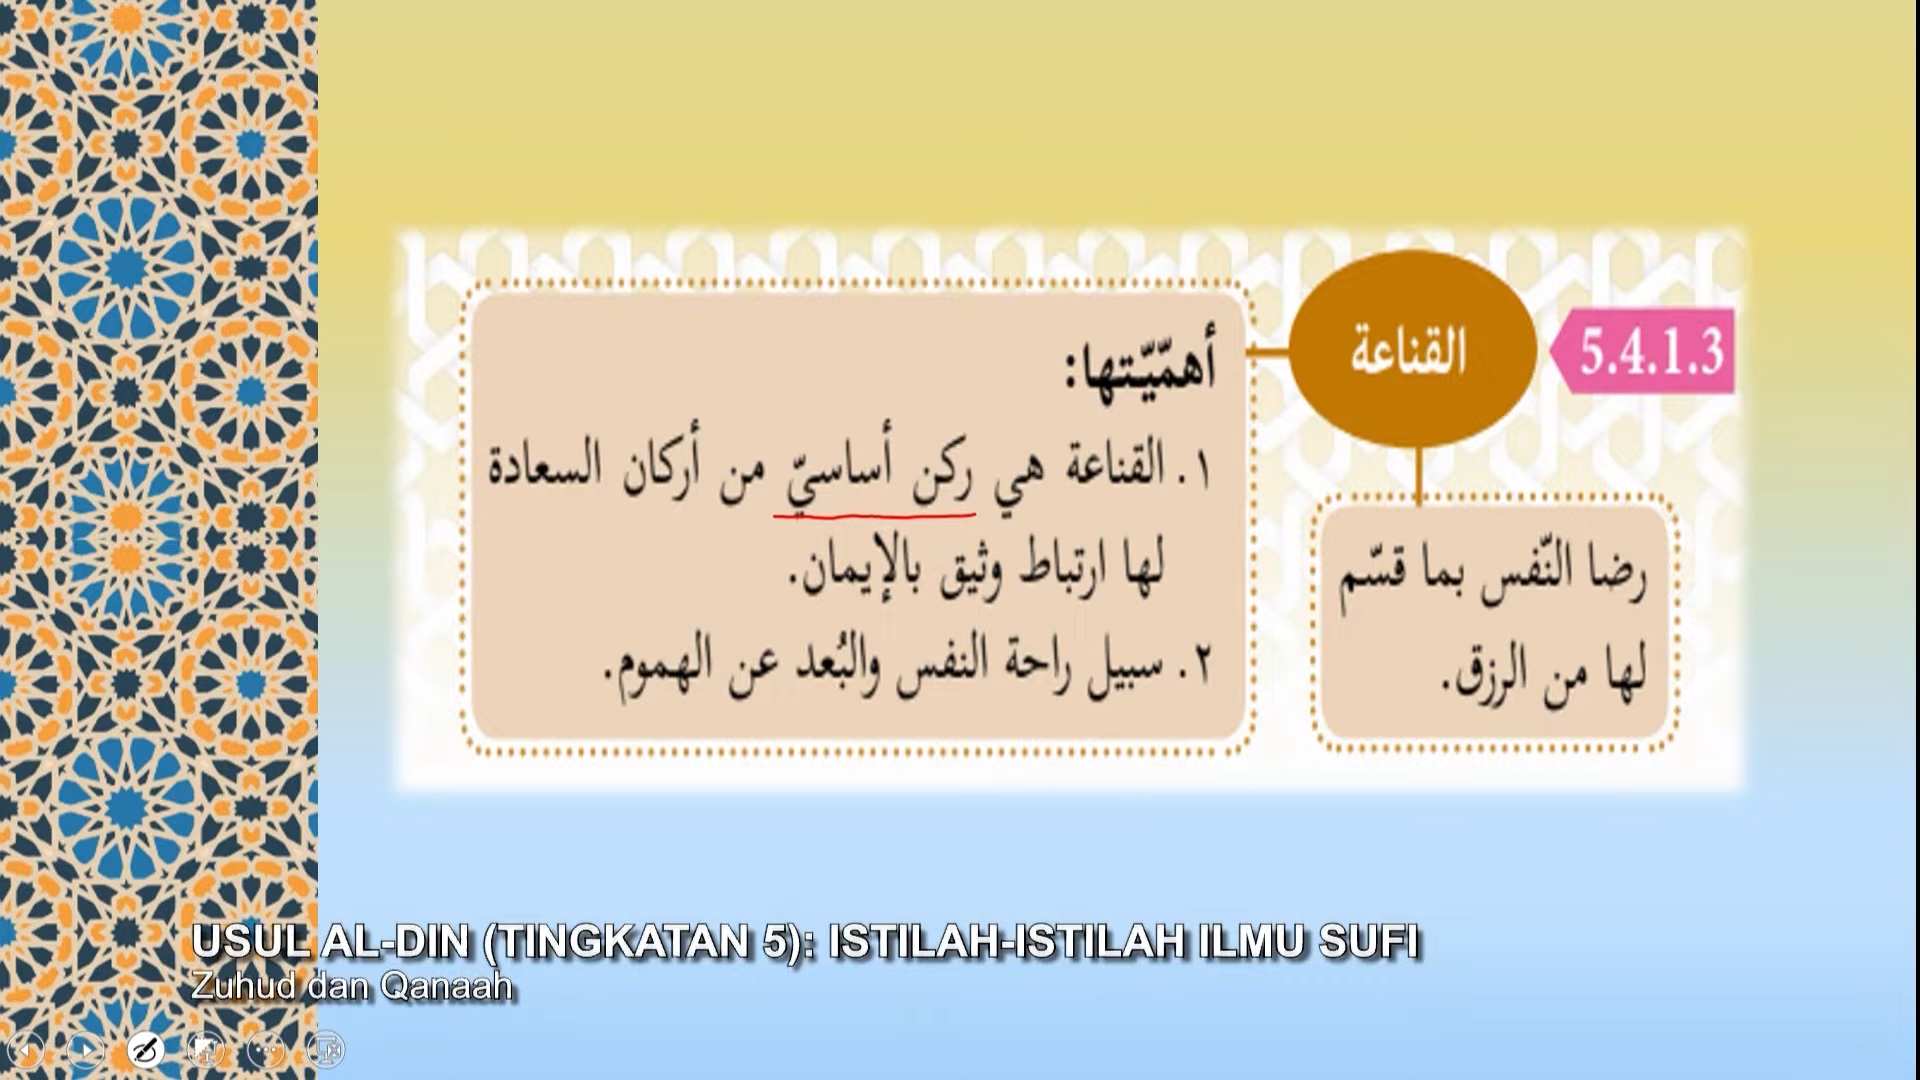 5.4.1.3
القناعة
رضا النّفس بما قسّم
لها من الرزق.
أهمّيّتها:
١. القناعة هي ركن أساسيّ من أركان السعادة
لها ارتباط وثيق بالإيمان.
٢. سبيل راحة النفس والبُعد عن الهموم.
USUL AL-DIN (TINGKATAN 5): ISTILAH-ISTILAH ILMU SUFI
Zuhud dan Qanaah